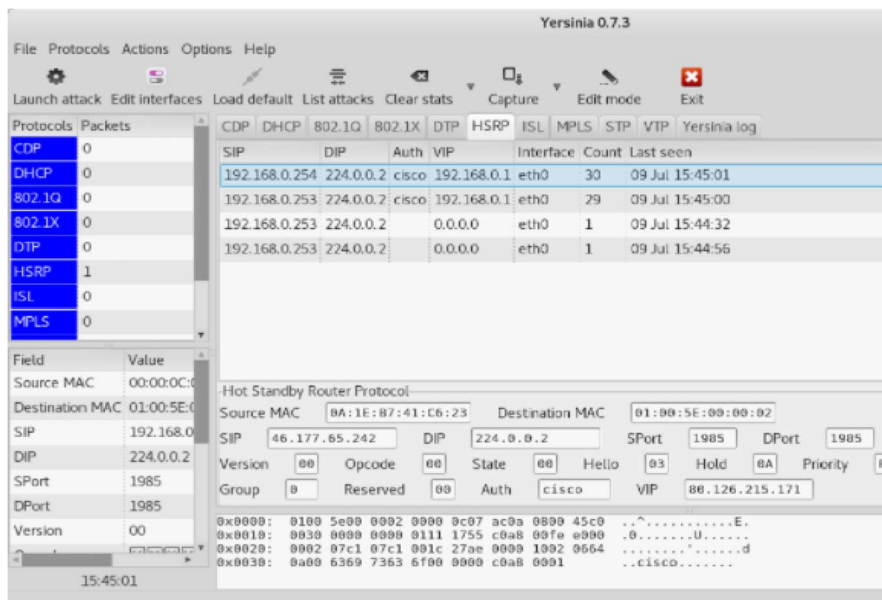 Yersinia 0.7.3
File Protocols Actions Options Help
Launch attack Edit interfaces Load default List attacks Clear stats Capture Edit mode Exit
Protocols Packets
CDP 0
DHCP 0
802.1Q 0
802.1X 0
DTP 0
HSRP 1
ISL 0
MPLS 0
CDP DHCP 802.1Q 802.1X DTP HSRP ISL MPLS STP VTP Yersinia log
SIP DIP Auth VIP Interface Count Last seen
192.168.0.254 224.0.0.2 cisco 192.168.0.1 eth0 30 09 Jul 15:45:01
192.168.0.253 224.0.0.2 cisco 192.168.0.1 eth0 29 09 Jul 15:45:00
192.168.0.253 224.0.0.2 0.0.0.0 eth0 1 09 Jul 15:44:32
192.168.0.253 224.0.0.2 0.0.0.0 eth0 1 09 Jul 15:44:56
Field Value
Source MAC 00:00:0C:0
Destination MAC 01:00:5E:0
SIP 192.168.0
DIP 224.0.0.2
SPort 1985
DPort 1985
Version 00
15:45:01
Hot Standby Router Protocol
Source MAC 0A:1E:87:41:C6:23 Destination MAC 01:00:5E:00:00:02
SIP 46.177.65.242 DIP 224.0.0.2 SPort 1985 DPort 1985
Version 00 Opcode 00 State 00 Hello 03 Hold 0A Priority
Group 0 Reserved 00 Auth cisco VIP 80.126.215.171
0x0000: 0100 5e00 0002 0000 0c07 ac0a 0800 45c0 ..^...........E.
0x0010: 0030 0000 0000 0111 1755 c0a8 00fe e000 .0.......U......
0x0020: 0002 07c1 07c1 001c 27ae 0000 1002 0664 ........'......d
0x0030: 0a00 6369 7363 6f00 0000 c0a8 0001 ..cisco.......